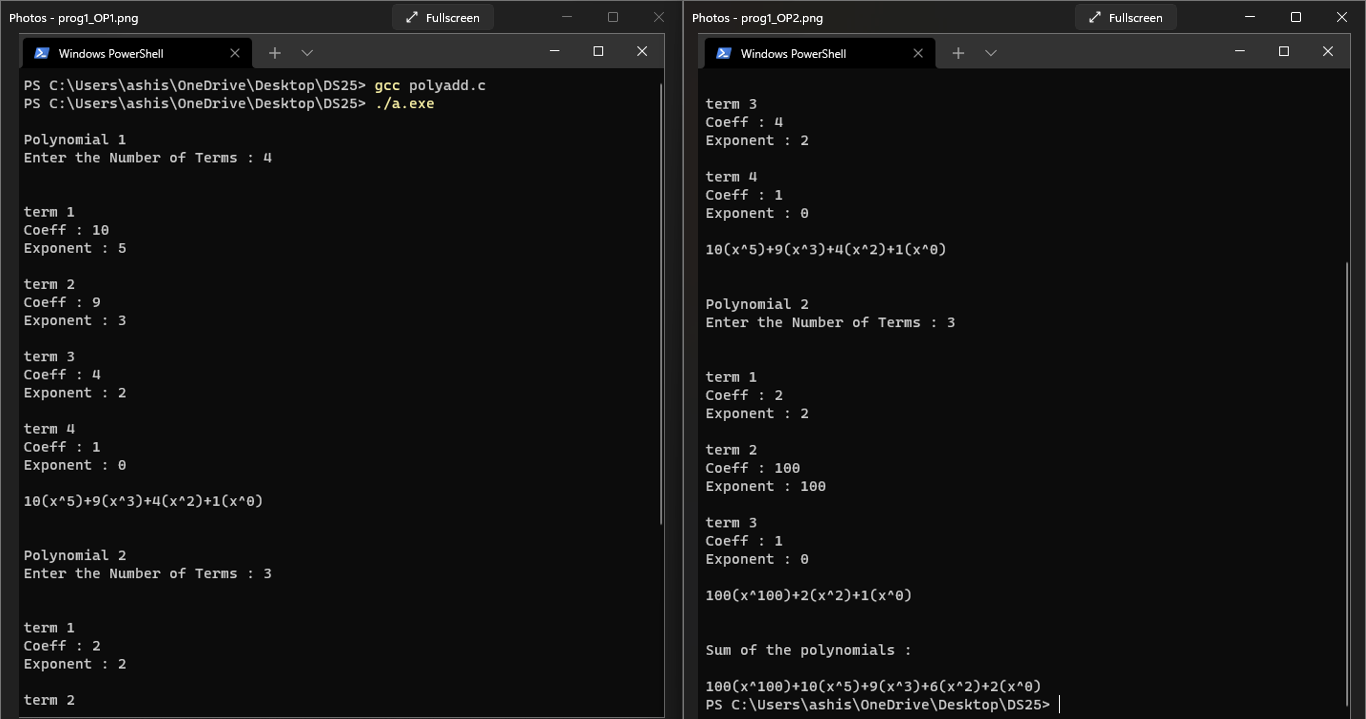 Photos - prog1_OP1.png
Fullscreen
Windows PowerShell
PS C:\Users\ashis\OneDrive\Desktop\DS25> gcc polyadd.c
PS C:\Users\ashis\OneDrive\Desktop\DS25> ./a.exe
Polynomial 1
Enter the Number of Terms : 4
term 1
Coeff : 10
Exponent : 5
term 2
Coeff : 9
Exponent : 3
term 3
Coeff : 4
Exponent : 2
term 4
Coeff : 1
Exponent : 0
10(x^5)+9(x^3)+4(x^2)+1(x^0)
Polynomial 2
Enter the Number of Terms : 3
term 1
Coeff : 2
Exponent : 2
term 2
Photos - prog1_OP2.png
Fullscreen
Windows PowerShell
term 3
Coeff : 4
Exponent : 2
term 4
Coeff : 1
Exponent : 0
10(x^5)+9(x^3)+4(x^2)+1(x^0)
Polynomial 2
Enter the Number of Terms : 3
term 1
Coeff : 2
Exponent : 2
term 2
Coeff : 100
Exponent : 100
term 3
Coeff : 1
Exponent : 0
100(x^100)+2(x^2)+1(x^0)
Sum of the polynomials :
100(x^100)+10(x^5)+9(x^3)+6(x^2)+2(x^0)
PS C:\Users\ashis\OneDrive\Desktop\DS25>